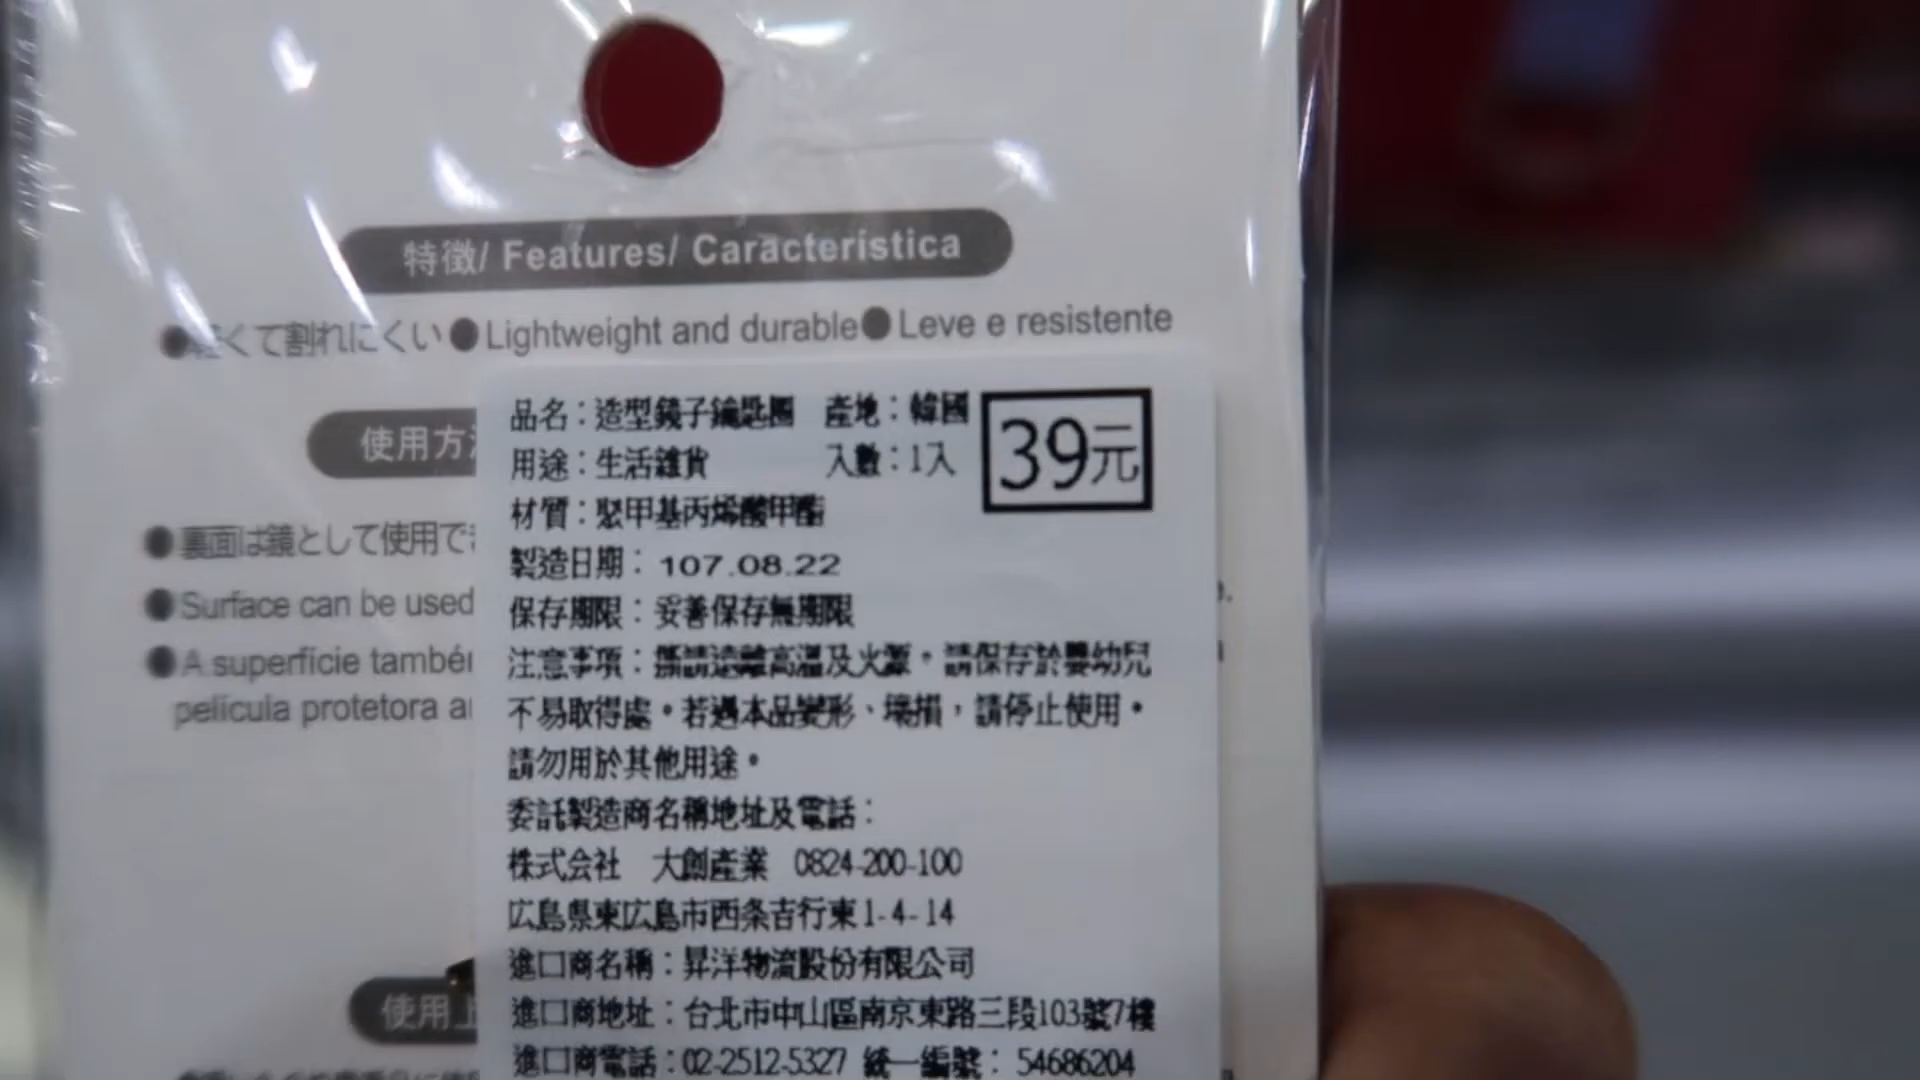 特徴/ Features/ Característica
●軽くて割れにくい ●Lightweight and durable ●Leve e resistente
品名：造型鏡子鑰匙圈 產地：韓國
39元
用途：生活雜貨 入數：1入
材質：聚甲基丙烯酸甲酯
製造日期：107.08.22
保存期限：妥善保存無期限
注意事項：請遠離高溫及火源。請保存於嬰幼兒
不易取得處。若遇本品變形、壞損，請停止使用。
請勿用於其他用途。
委託製造商名稱地址及電話：
株式会社 大創產業 0824-200-100
広島県東広島市西条吉行東1-4-14
進口商名稱：昇洋物流股份有限公司
進口商地址：台北市中山區南京東路三段103號7樓
進口商電話：02-2512-5327 統一編號：54686204
使用方
●裏面は鏡として使用で
●Surface can be used
●A superfície també
película protetora a
使用上